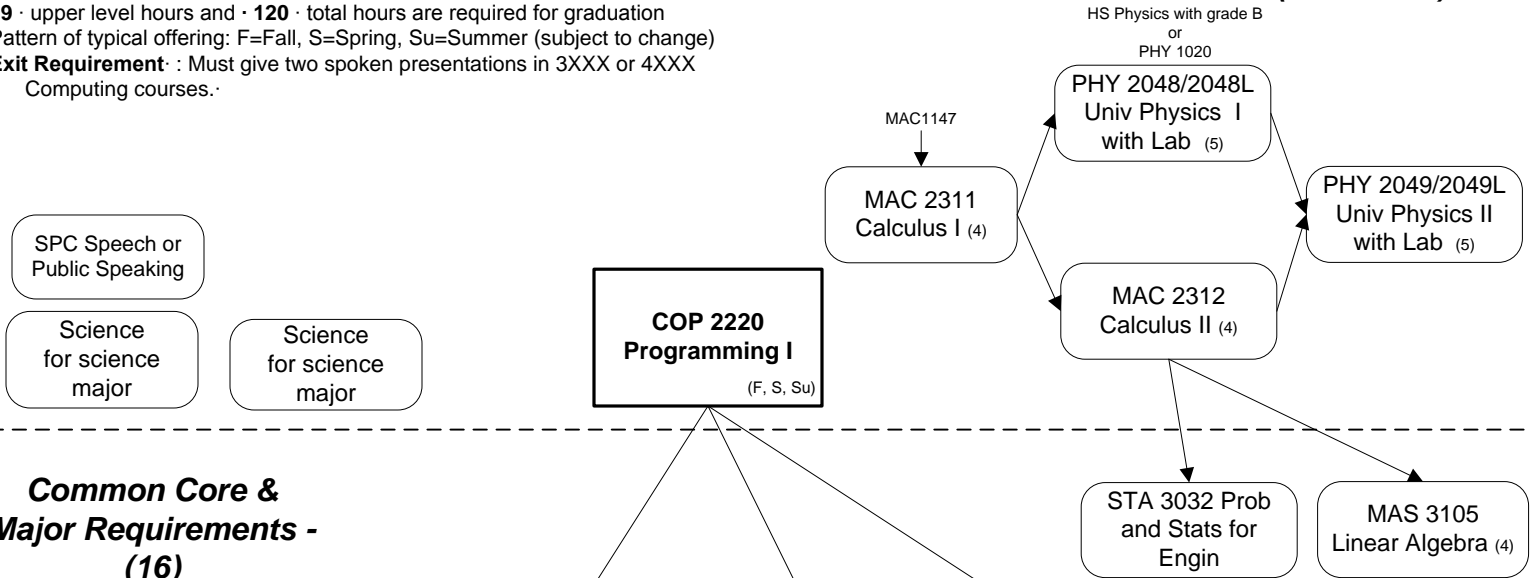 9 · upper level hours and · 120 · total hours are required for graduation
Pattern of typical offering: F=Fall, S=Spring, Su=Summer (subject to change)
Exit Requirement· : Must give two spoken presentations in 3XXX or 4XXX
Computing courses.·
HS Physics with grade B
or
PHY 1020
PHY 2048/2048L
Univ Physics I
with Lab (5)
MAC1147
MAC 2311
Calculus I (4)
PHY 2049/2049L
Univ Physics II
with Lab (5)
SPC Speech or
Public Speaking
MAC 2312
Calculus II (4)
COP 2220
Programming I
(F, S, Su)
Science
for science
major
Science
for science
major
Common Core &
Major Requirements -
(16)
STA 3032 Prob
and Stats for
Engin
MAS 3105
Linear Algebra (4)